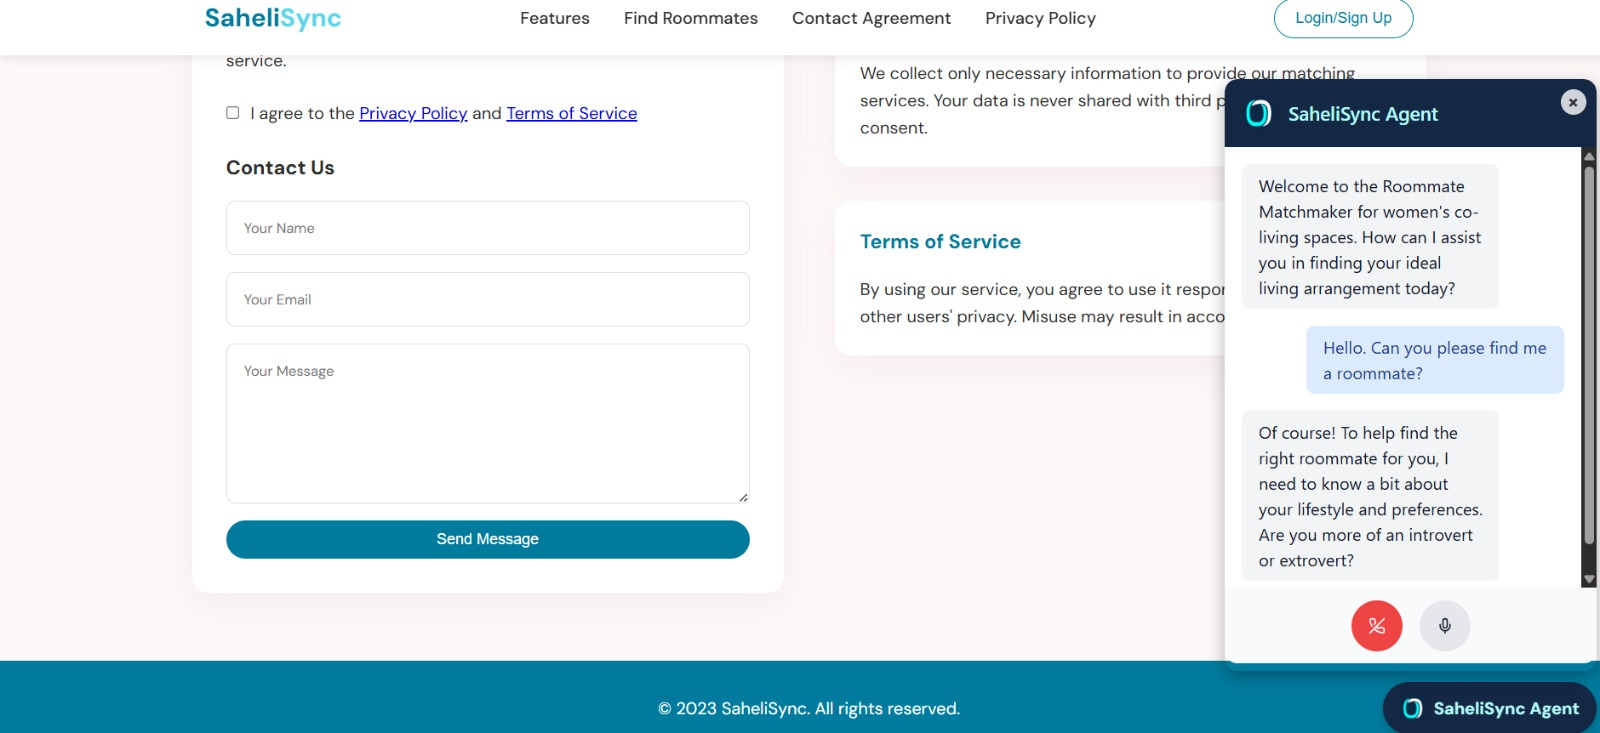 SaheliSync
Features
Find Roommates
Contact Agreement
Privacy Policy
Login/Sign Up
service.
I agree to the Privacy Policy and Terms of Service
Contact Us
Your Name
Your Email
Your Message
Send Message
We collect only necessary information to provide our matching
services. Your data is never shared with third
consent.
Terms of Service
By using our service, you agree to use it
other users' privacy. Misuse may result in
SaheliSync Agent
Welcome to the Roommate
Matchmaker for women's co-
living spaces. How can I assist
you in finding your ideal
living arrangement today?
Hello. Can you please find me
a roommate?
Of course! To help find the
right roommate for you, I
need to know a bit about
your lifestyle and preferences.
Are you more of an introvert
or extrovert?
© 2023 SaheliSync. All rights reserved.
SaheliSync Agent